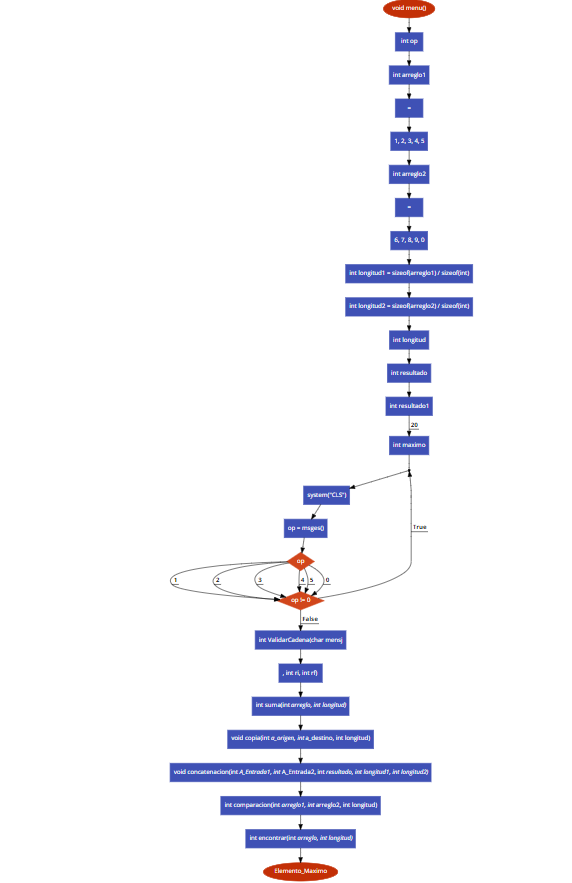 void menu()
int op
int arreglo1
=
1, 2, 3, 4, 5
int arreglo2
=
6, 7, 8, 9, 0
int longitud1 = sizeof(arreglo1) / sizeof(int)
int longitud2 = sizeof(arreglo2) / sizeof(int)
int longitud
int resultado
int resultado1
20
int maximo
system("CLS")
op = msges()
True
op
1 2 3 4 5 0
op != 0
False
int ValidarCadena(char mensj
, int ri, int rf)
int suma(int arreglo, int longitud)
void copia(int a_origen, int a_destino, int longitud)
void concatenacion(int A_Entrada1, int A_Entrada2, int resultado, int longitud1, int longitud2)
int comparacion(int arreglo1, int arreglo2, int longitud)
int encontrar(int arreglo, int longitud)
Elemento_Maximo